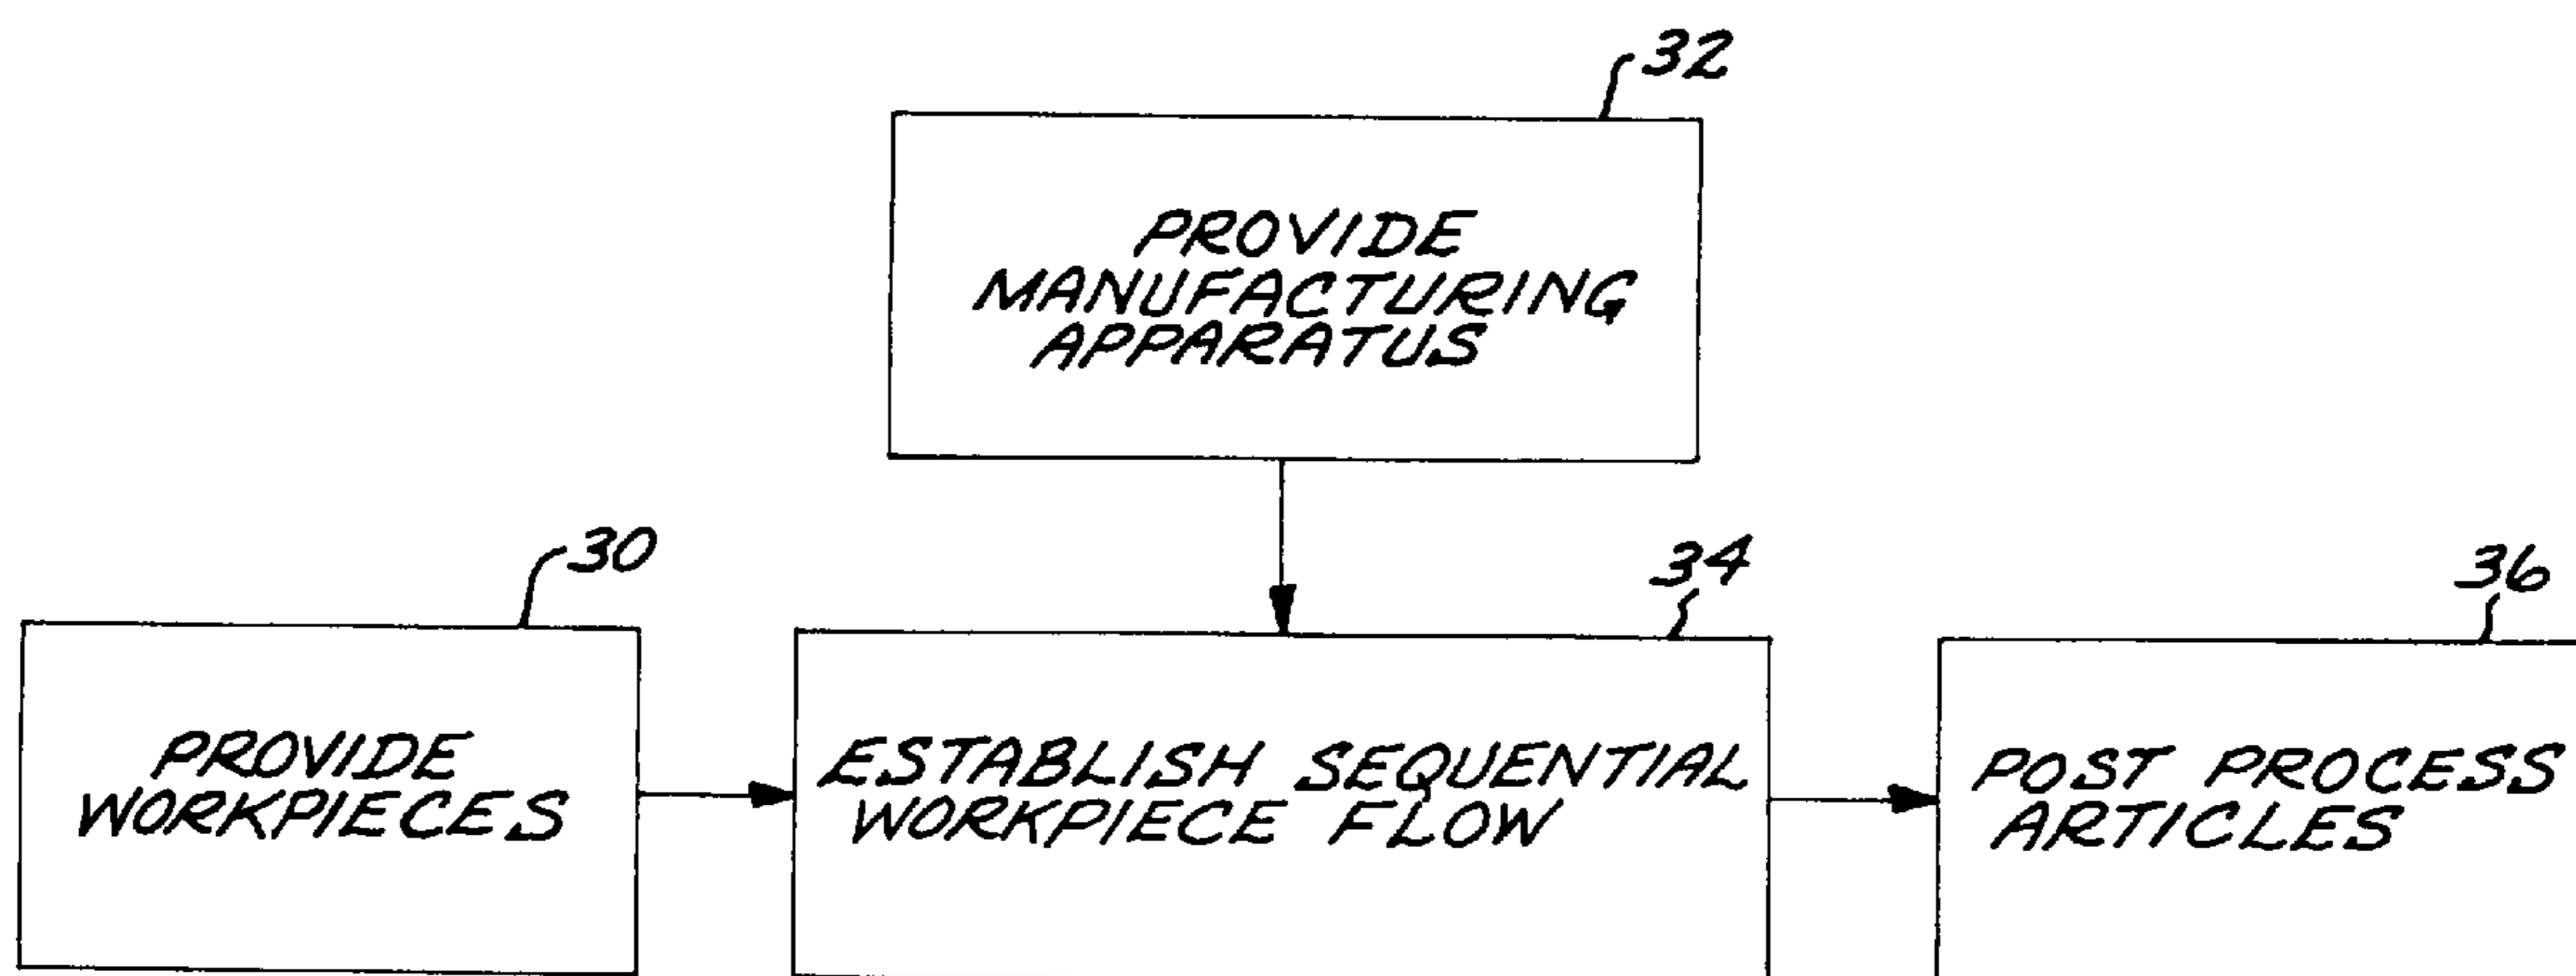 32
PROVIDE
MANUFACTURING
APPARATUS
30
34
36
PROVIDE
WORKPIECES
ESTABLISH SEQUENTIAL
WORKPIECE FLOW
POST PROCESS
ARTICLES